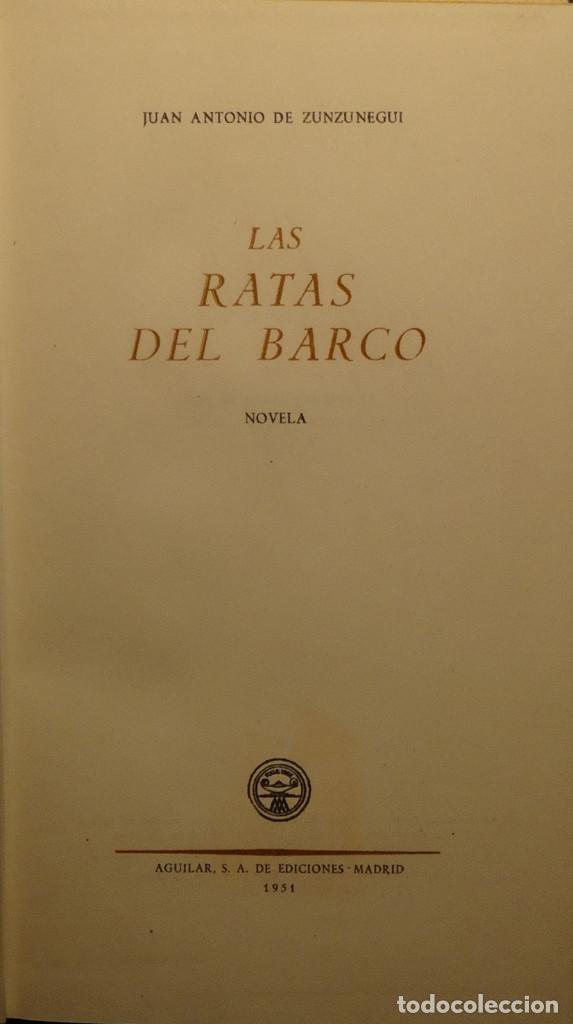 JUAN ANTONIO DE ZUNZUNEGUI
LAS
RATAS
DEL BARCO
NOVELA
AGUILAR, S. A. DE EDICIONES - MADRID
1951
todocoleccion